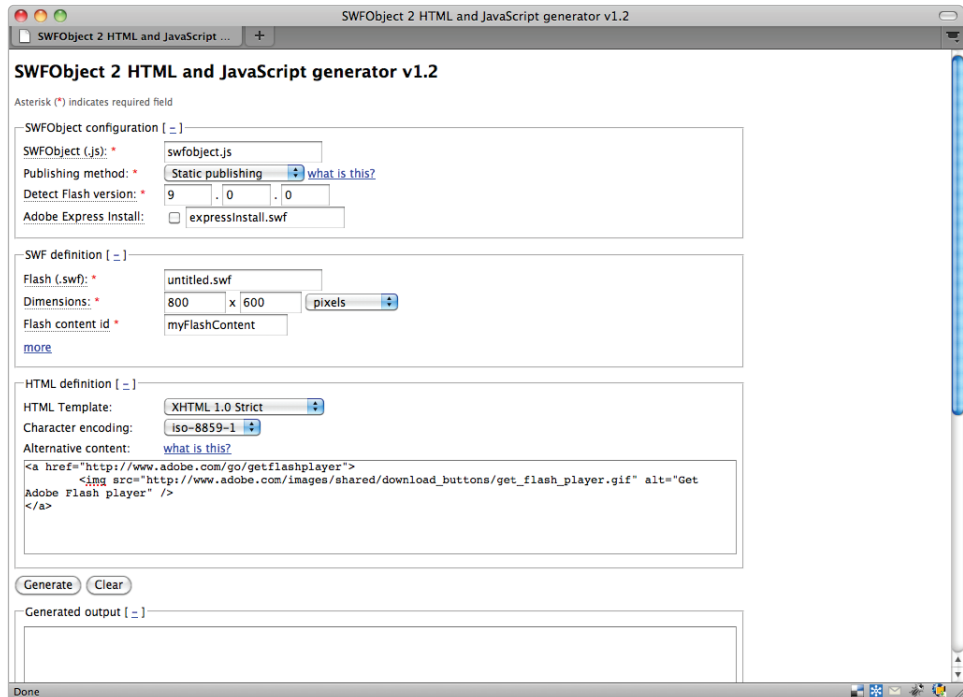 SWFObject 2 HTML and JavaScript generator v1.2
SWFObject 2 HTML and JavaScript ... +
SWFObject 2 HTML and JavaScript generator v1.2
Asterisk (*) indicates required field
SWFObject configuration [ - ]
SWFObject (.js): * swfobject.js
Publishing method: * Static publishing what is this?
Detect Flash version: * 9 . 0 . 0
Adobe Express Install: expressInstall.swf
SWF definition [ - ]
Flash (.swf): * untitled.swf
Dimensions: * 800 x 600 pixels
Flash content id * myFlashContent
more
HTML definition [ - ]
HTML Template: XHTML 1.0 Strict
Character encoding: iso-8859-1
Alternative content: what is this?
<a href="http://www.adobe.com/go/getflashplayer">
<img src="http://www.adobe.com/images/shared/download_buttons/get_flash_player.gif" alt="Get
Adobe Flash player" />
</a>
Generate Clear
Generated output [ - ]
Done